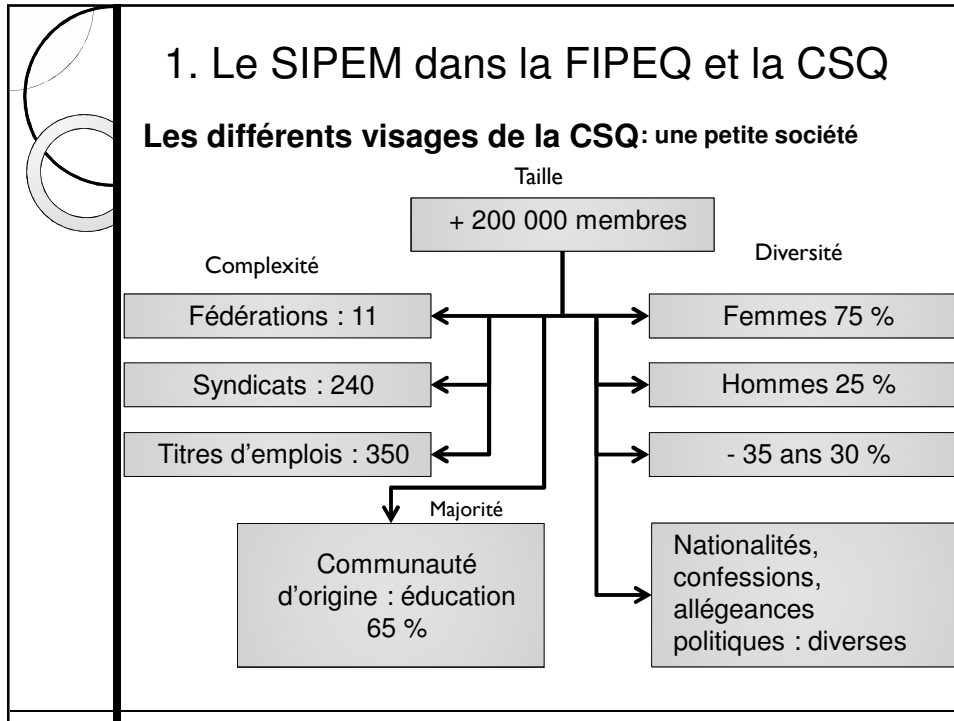 1. Le SIPEM dans la FIPEQ et la CSQ
Les différents visages de la CSQ: une petite société
Taille
+ 200 000 membres
Complexité
Fédérations : 11
Syndicats : 240
Titres d'emplois : 350
Majorité
Communauté
d'origine : éducation
65 %
Diversité
Femmes 75 %
Hommes 25 %
- 35 ans 30 %
Nationalités,
confessions,
allégeances
politiques : diverses